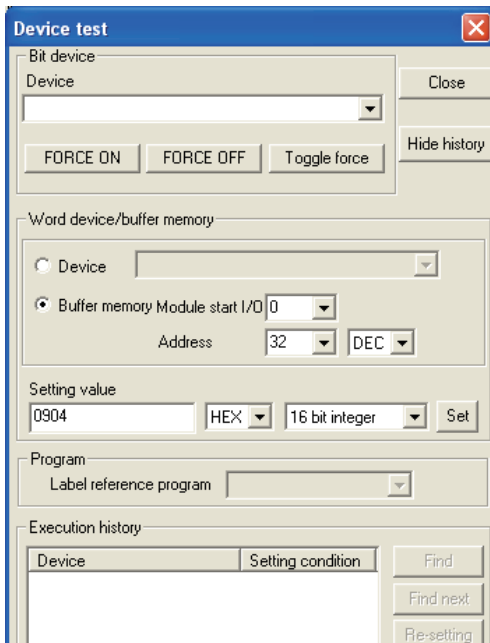 Device test
Bit device
Device
Close
FORCE ON FORCE OFF Toggle force
Hide history
Word device/buffer memory
Device
Buffer memory Module start I/O 0
Address 32 DEC
Setting value
0904 HEX 16 bit integer Set
Program
Label reference program
Execution history
Device Setting condition Find
Find next
Re-setting